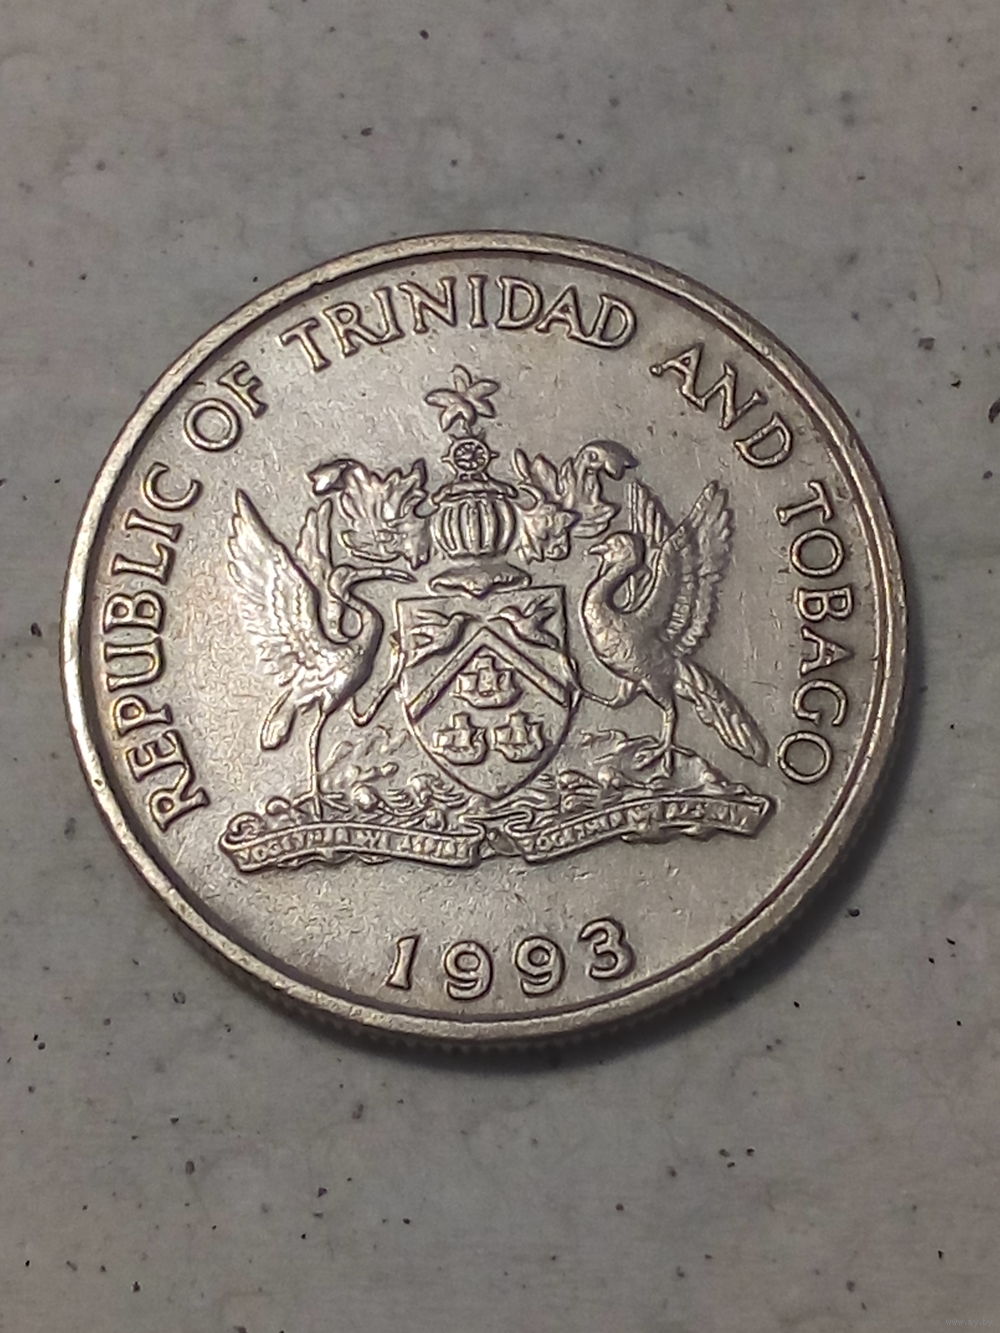 REPUBLIC OF TRINIDAD AND TOBAGO
1993